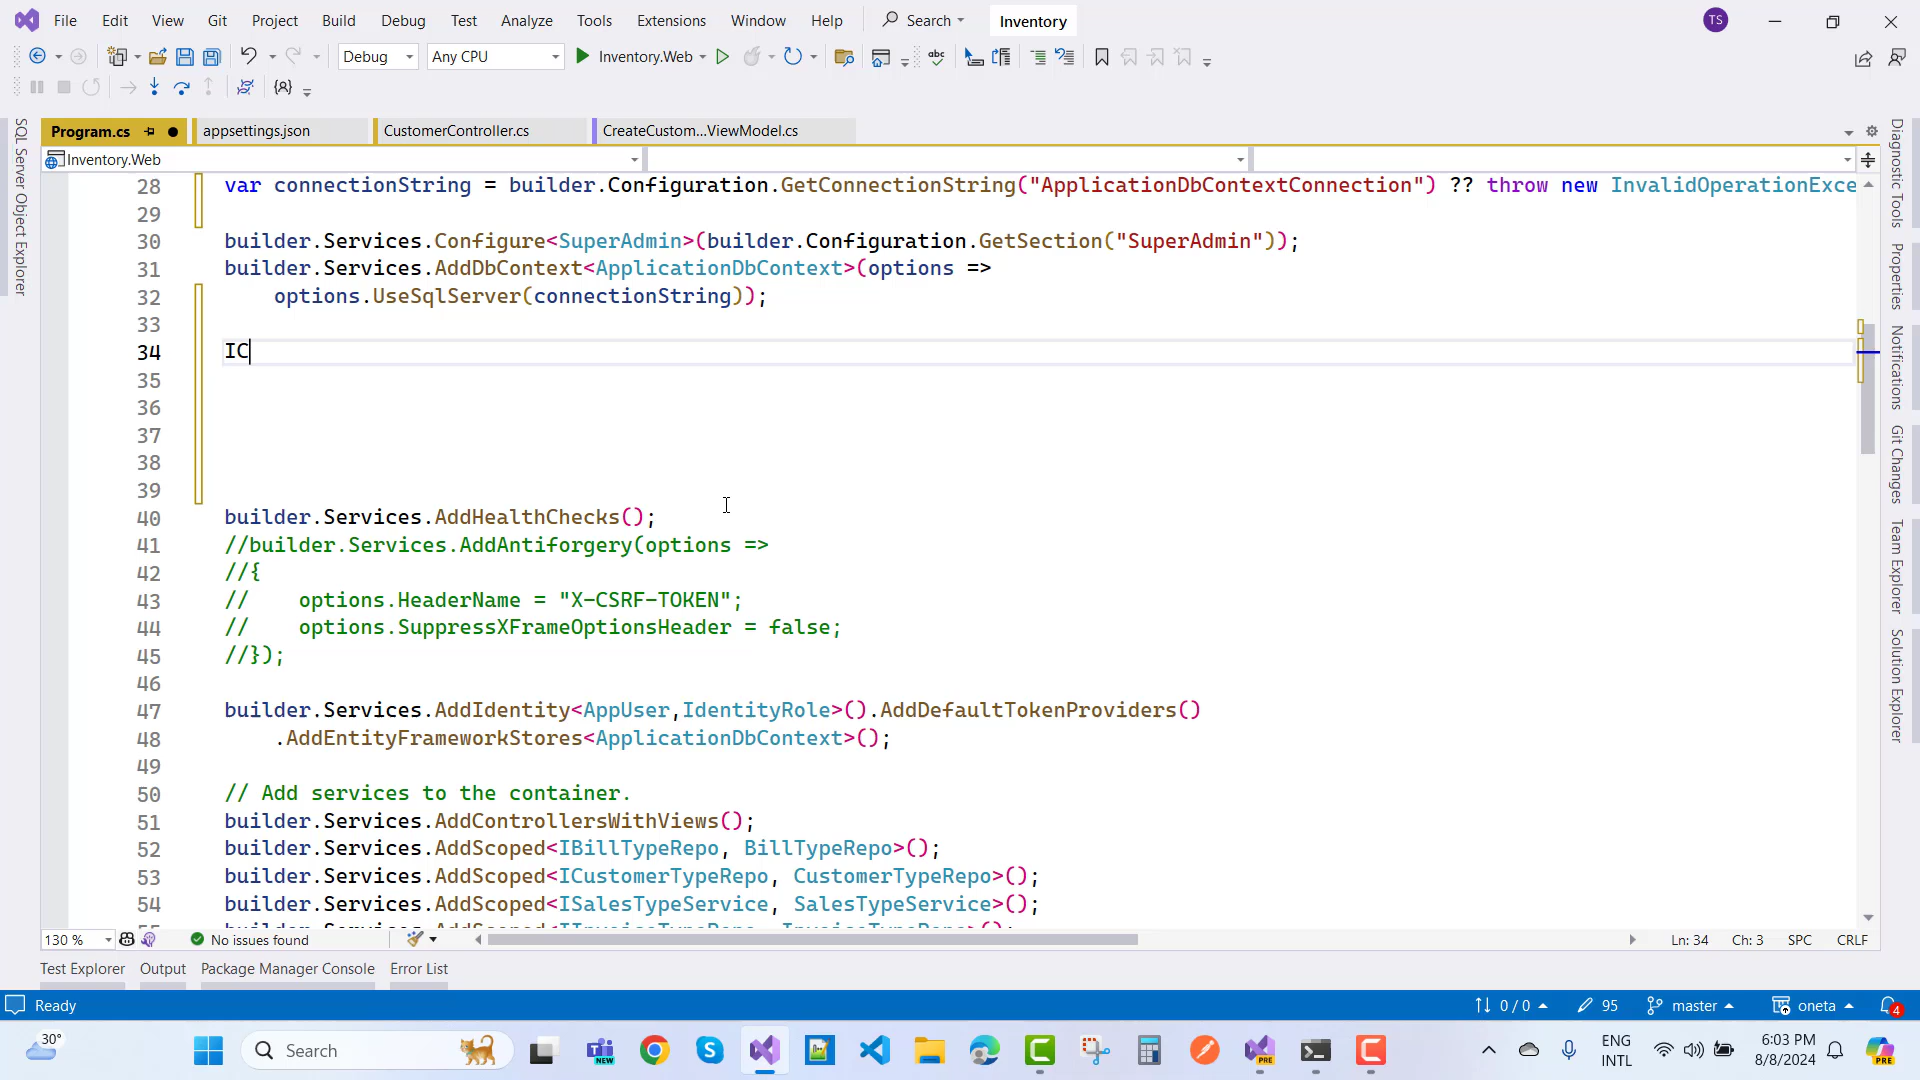 File Edit View Git Project Build Debug Test Analyze Tools Extensions Window Help Search Inventory TS
Debug Any CPU Inventory.Web
Program.cs appsettings.json CustomerController.cs CreateCustom...ViewModel.cs
Inventory.Web
28 var connectionString = builder.Configuration.GetConnectionString("ApplicationDbContextConnection") ?? throw new InvalidOperationExce
29
30 builder.Services.Configure<SuperAdmin>(builder.Configuration.GetSection("SuperAdmin"));
31 builder.Services.AddDbContext<ApplicationDbContext>(options =>
32 options.UseSqlServer(connectionString));
33
34 IC
35
36
37
38
39
40 builder.Services.AddHealthChecks();
41 //builder.Services.AddAntiforgery(options =>
42 //{
43 // options.HeaderName = "X-CSRF-TOKEN";
44 // options.SuppressXFrameOptionsHeader = false;
45 //});
46
47 builder.Services.AddIdentity<AppUser,IdentityRole>().AddDefaultTokenProviders()
48 .AddEntityFrameworkStores<ApplicationDbContext>();
49
50 // Add services to the container.
51 builder.Services.AddControllersWithViews();
52 builder.Services.AddScoped<IBillTypeRepo, BillTypeRepo>();
53 builder.Services.AddScoped<ICustomerTypeRepo, CustomerTypeRepo>();
54 builder.Services.AddScoped<ISalesTypeService, SalesTypeService>();
SQL Server Object Explorer
Diagnostic Tools
Properties
Notifications
Git Changes
Team Explorer
Solution Explorer
130 % No issues found Ln: 34 Ch: 3 SPC CRLF
Test Explorer Output Package Manager Console Error List
Ready 0 / 0 95 master oneta 4
30° Search NEW PRE ENG INTL 6:03 PM 8/8/2024 PRE